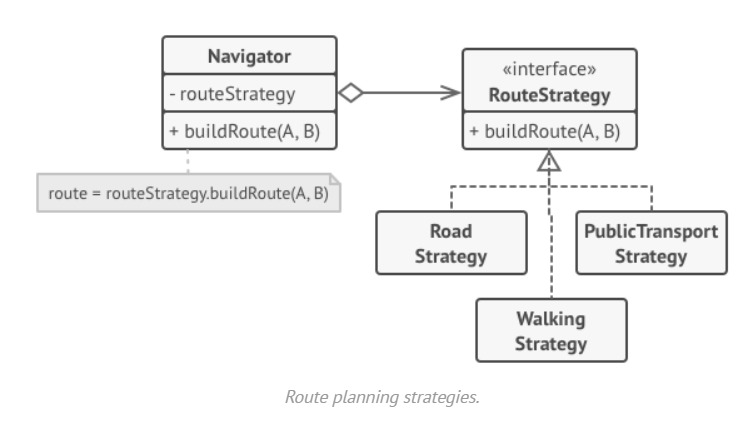 Navigator
- routeStrategy
+ buildRoute(A, B)
route = routeStrategy.buildRoute(A, B)
«interface»
RouteStrategy
+ buildRoute(A, B)
Road
Strategy
PublicTransport
Strategy
Walking
Strategy
Route planning strategies.